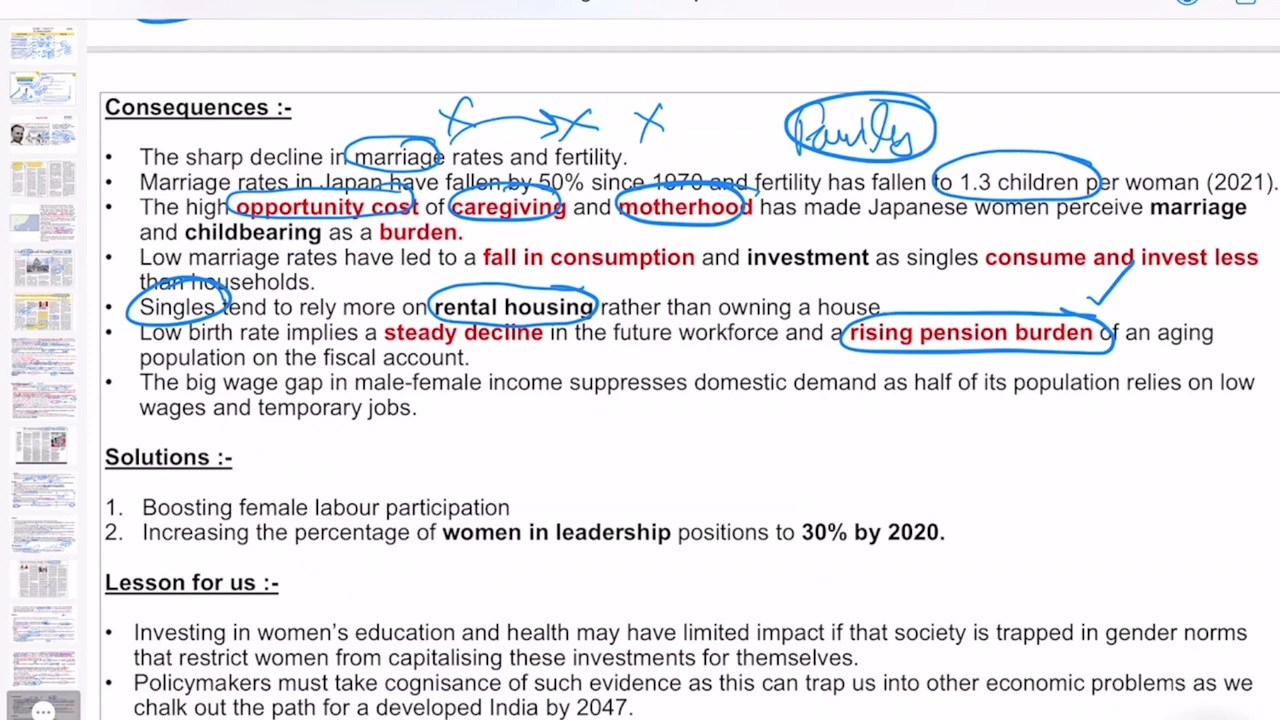 Consequences :-
Family
• The sharp decline in marriage rates and fertility.
• Marriage rates in Japan have fallen by 50% since 1970 and fertility has fallen to 1.3 children per woman (2021).
• The high opportunity cost of caregiving and motherhood has made Japanese women perceive marriage
and childbearing as a burden.
• Low marriage rates have led to a fall in consumption and investment as singles consume and invest less
than households.
• Singles tend to rely more on rental housing rather than owning a house.
• Low birth rate implies a steady decline in the future workforce and a rising pension burden of an aging
population on the fiscal account.
• The big wage gap in male-female income suppresses domestic demand as half of its population relies on low
wages and temporary jobs.
Solutions :-
1. Boosting female labour participation
2. Increasing the percentage of women in leadership positions to 30% by 2020.
Lesson for us :-
• Investing in women's education and health may have limited impact if that society is trapped in gender norms
that restrict women from capitalizing these investments for themselves.
• Policymakers must take cognisance of such evidence as this can trap us into other economic problems as we
chalk out the path for a developed India by 2047.